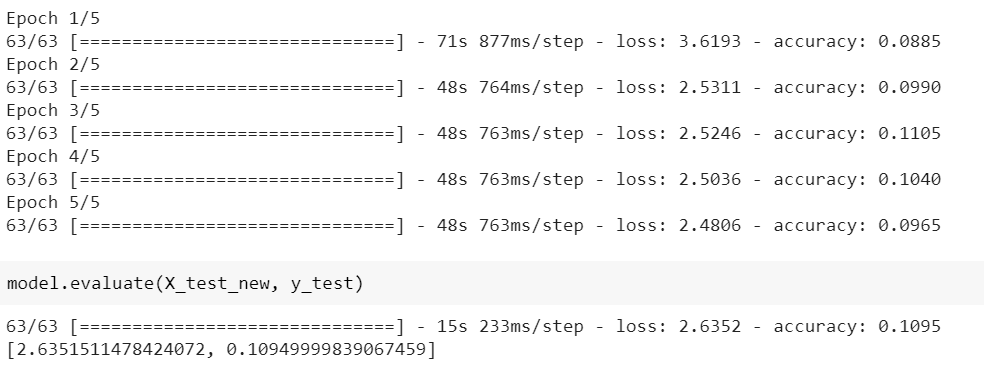 Epoch 1/5
63/63 [==============================] - 71s 877ms/step - loss: 3.6193 - accuracy: 0.0885
Epoch 2/5
63/63 [==============================] - 48s 764ms/step - loss: 2.5311 - accuracy: 0.0990
Epoch 3/5
63/63 [==============================] - 48s 763ms/step - loss: 2.5246 - accuracy: 0.1105
Epoch 4/5
63/63 [==============================] - 48s 763ms/step - loss: 2.5036 - accuracy: 0.1040
Epoch 5/5
63/63 [==============================] - 48s 763ms/step - loss: 2.4806 - accuracy: 0.0965
model.evaluate(X_test_new, y_test)
63/63 [==============================] - 15s 233ms/step - loss: 2.6352 - accuracy: 0.1095
[2.6351511478424072, 0.10949999839067459]